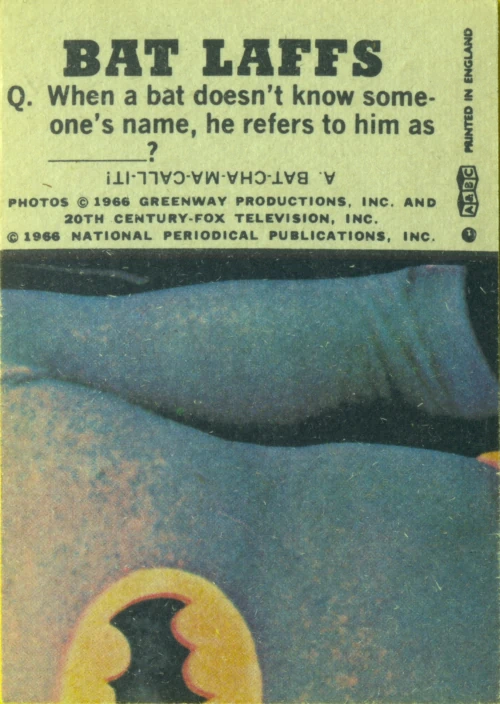 BAT LAFFS
Q. When a bat doesn't know some-
one's name, he refers to him as
________?
A. BAT-CHA-MA-CALL-IT!
PHOTOS © 1966 GREENWAY PRODUCTIONS, INC. AND
20TH CENTURY-FOX TELEVISION, INC.
© 1966 NATIONAL PERIODICAL PUBLICATIONS, INC.
PRINTED IN ENGLAND
A&BC